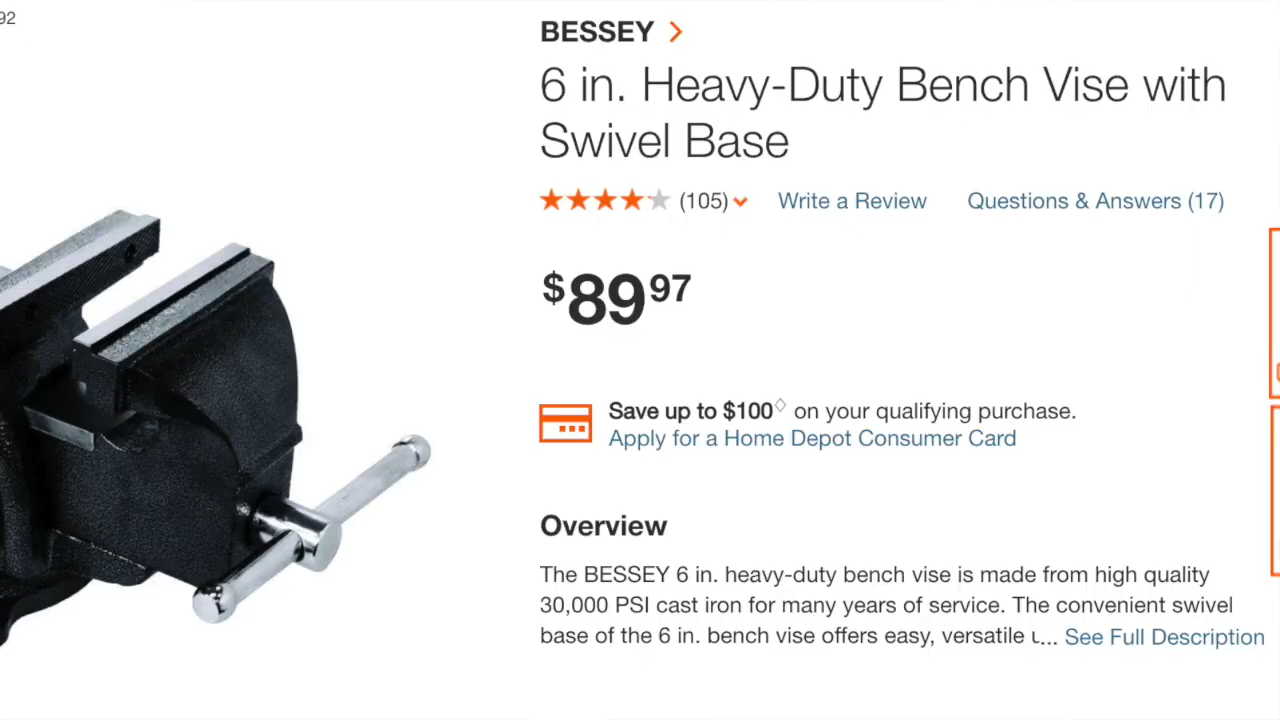 92
BESSEY
6 in. Heavy-Duty Bench Vise with
Swivel Base
(105) Write a Review Questions & Answers (17)
$89 97
Save up to $100◊ on your qualifying purchase.
Apply for a Home Depot Consumer Card
Overview
The BESSEY 6 in. heavy-duty bench vise is made from high quality
30,000 PSI cast iron for many years of service. The convenient swivel
base of the 6 in. bench vise offers easy, versatile u... See Full Description